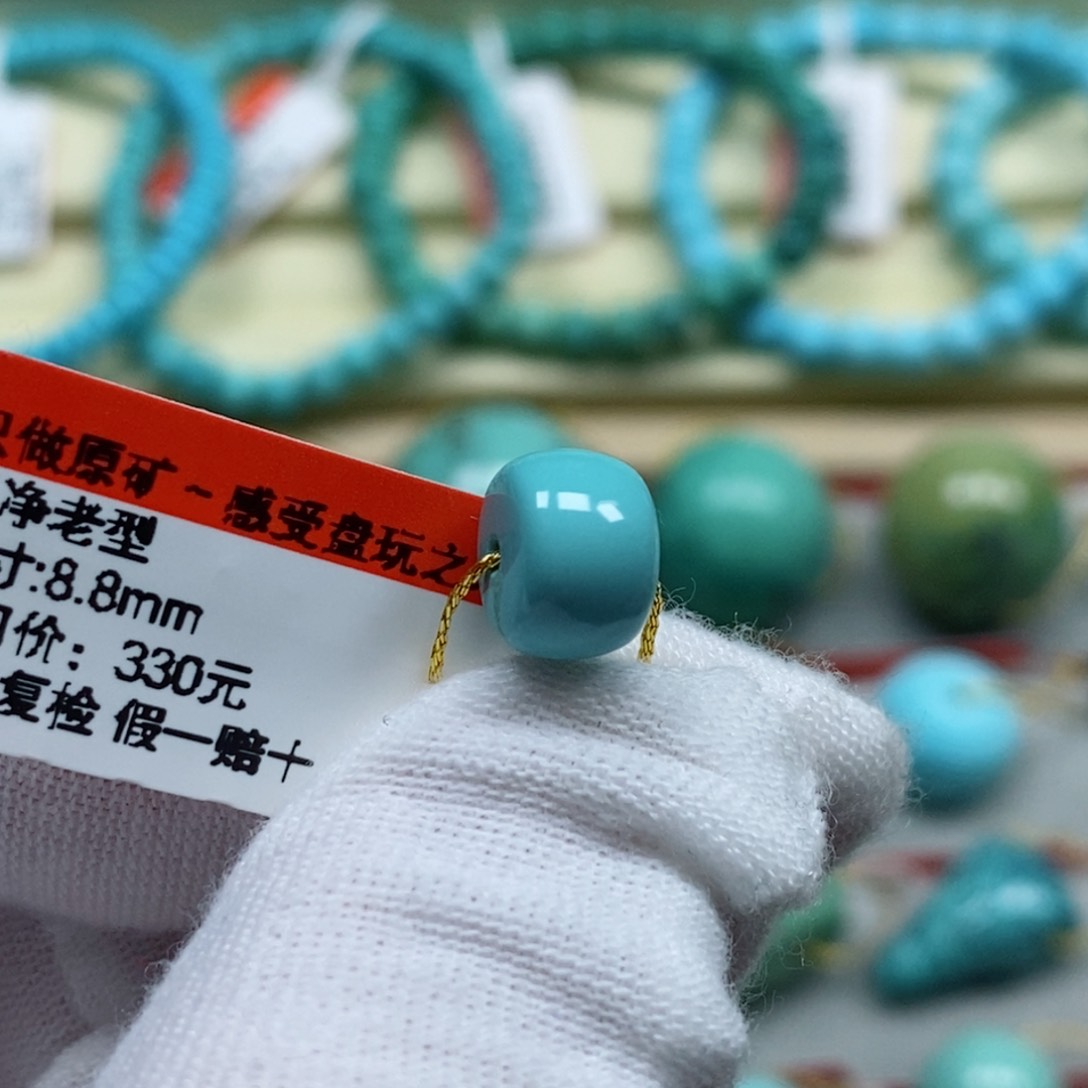 做原矿～感受盘玩之
净老型
寸:8.8mm
价：330元
复检 假一赔十